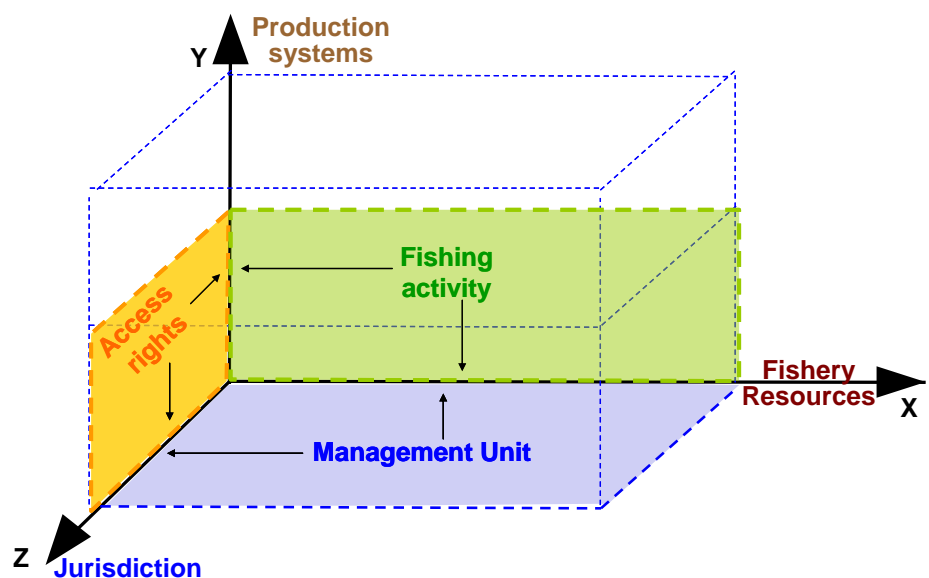 Production
systems
Y
Fishing
activity
Access
rights
Fishery
Resources
X
Management Unit
Z
Jurisdiction